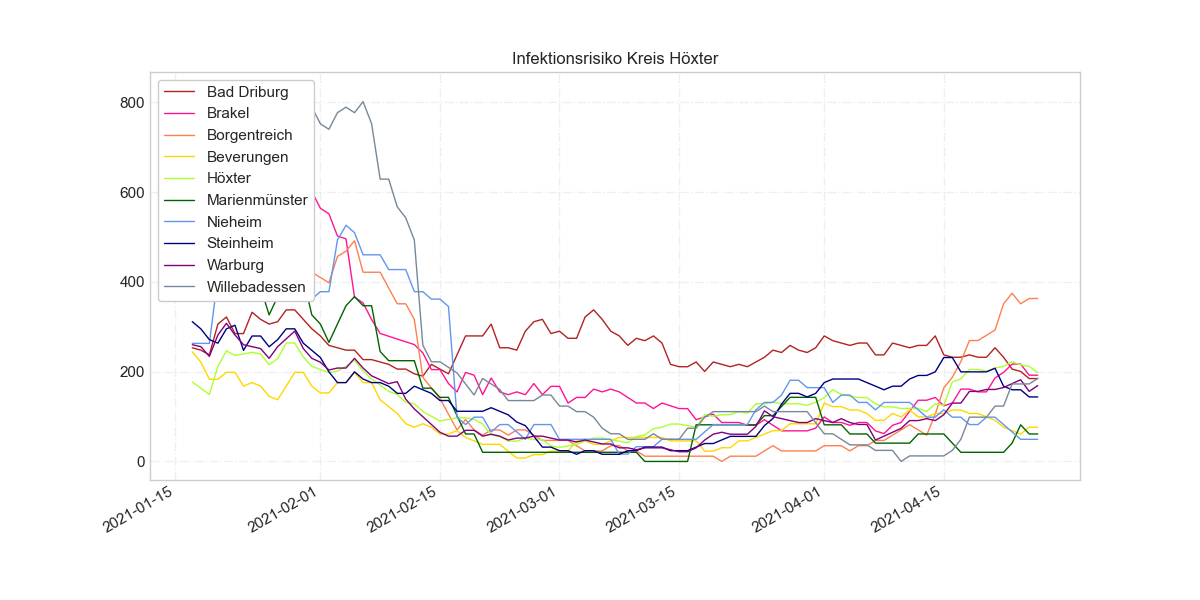 Infektionsrisiko Kreis Höxter
Bad Driburg
Brakel
Borgentreich
Beverungen
Höxter
Marienmünster
Nieheim
Steinheim
Warburg
Willebadessen
800
600
400
200
0
2021-01-15
2021-02-01
2021-02-15
2021-03-01
2021-03-15
2021-04-01
2021-04-15